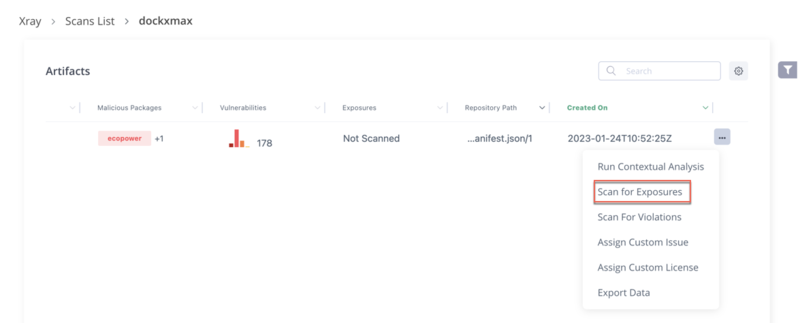 Xray > Scans List > dockxmax
Artifacts
Search
Malicious Packages Vulnerabilities Exposures Repository Path Created On
ecopower +1 178 Not Scanned ...anifest.json/1 2023-01-24T10:52:25Z
Run Contextual Analysis
Scan for Exposures
Scan For Violations
Assign Custom Issue
Assign Custom License
Export Data